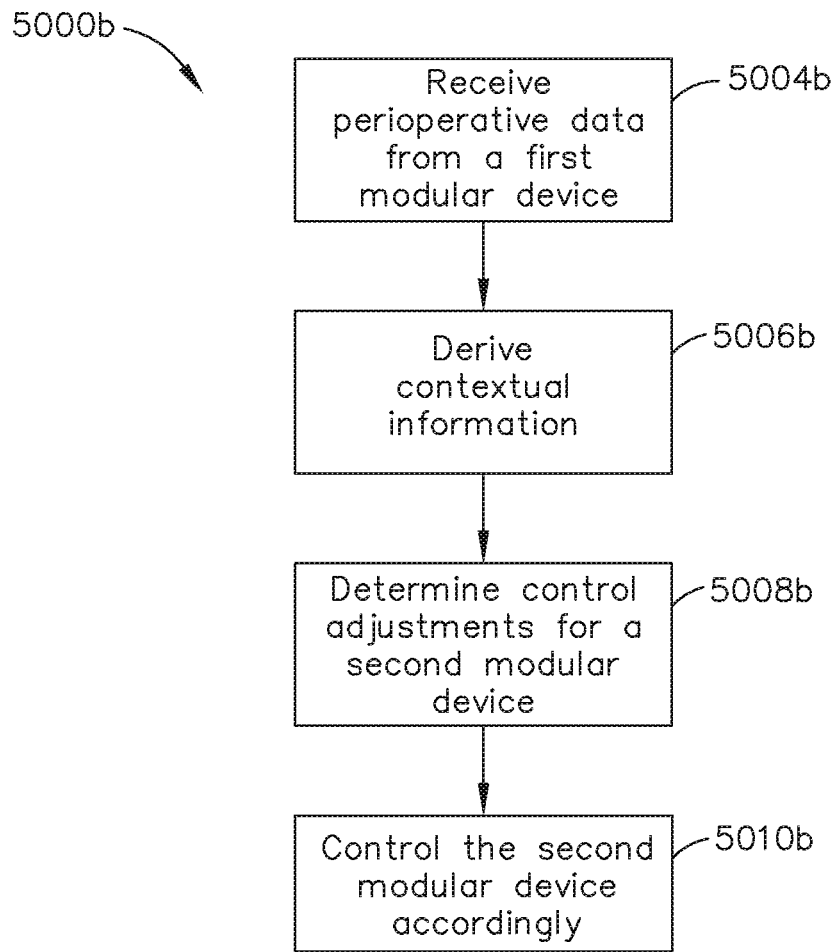 5000b
Receive
perioperative data
from a first
modular device
5004b
Derive
contextual
information
5006b
Determine control
adjustments for a
second modular
device
5008b
Control the second
modular device
accordingly
5010b